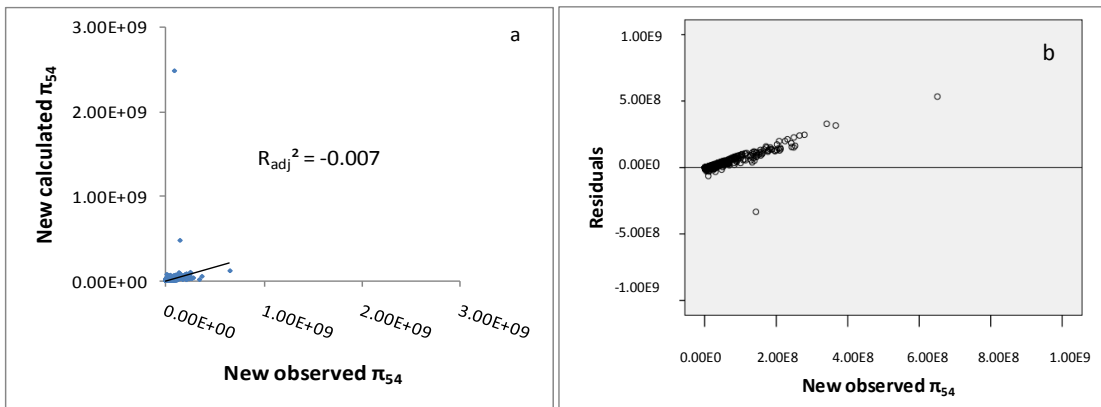 a
3.00E+09
2.00E+09
1.00E+09
0.00E+00
New calculated π54
Radj² = -0.007
0.00E+00 1.00E+09 2.00E+09 3.00E+09
New observed π54
b
1.00E9
5.00E8
0.00E0
-5.00E8
-1.00E9
Residuals
0.00E0 2.00E8 4.00E8 6.00E8 8.00E8 1.00E9
New observed π54